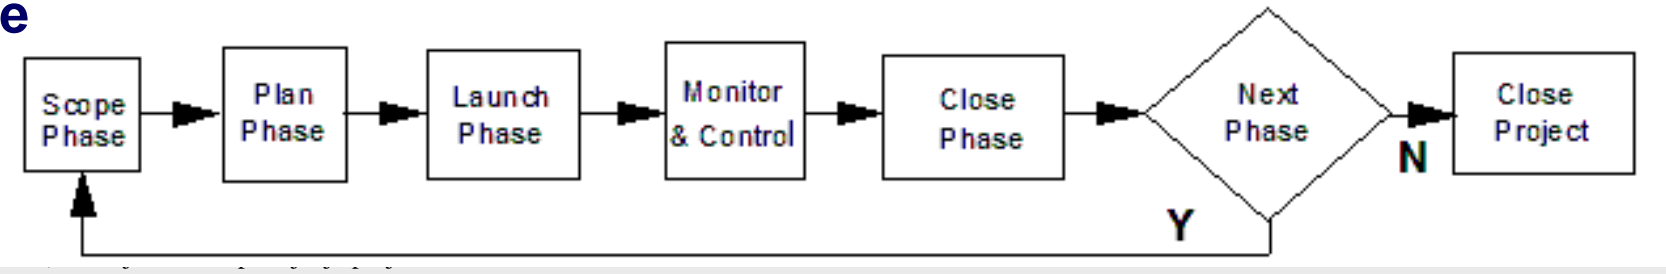 e
Scope
Phase
Plan
Phase
Launch
Phase
Monitor
& Control
Close
Phase
Next
Phase
N
Close
Project
Y